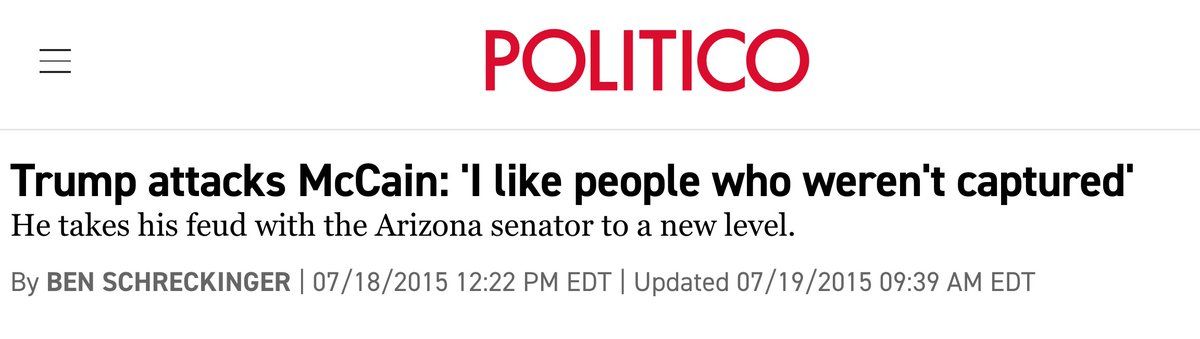 POLITICO
Trump attacks McCain: 'I like people who weren't captured'
He takes his feud with the Arizona senator to a new level.
By BEN SCHRECKINGER | 07/18/2015 12:22 PM EDT | Updated 07/19/2015 09:39 AM EDT